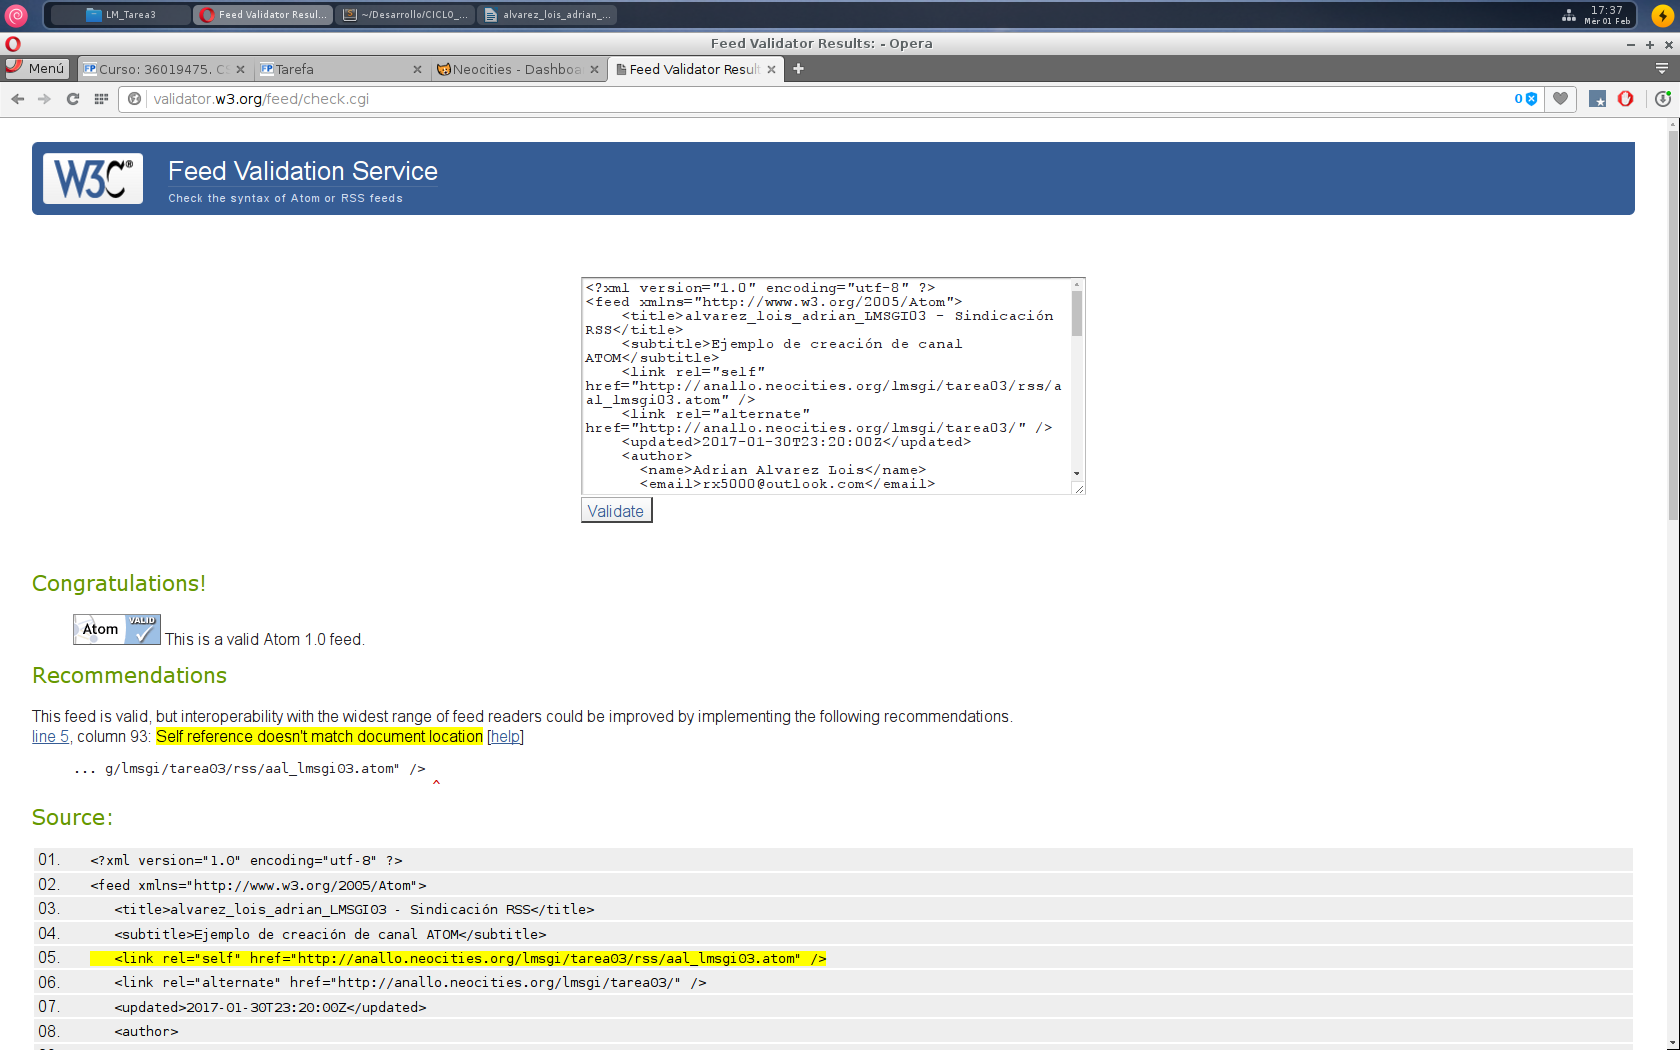 LM_Tarea3
Feed Validator Resul...
~/Desarrollo/CICLO_...
alvarez_lois_adrian_...
17:37
Mér 01 Feb
Feed Validator Results: - Opera
Menú
Curso: 36019475. CS
Tarefa
Neocities - Dashboa
Feed Validator Result
validator.w3.org/feed/check.cgi
0
W3C®
Feed Validation Service
Check the syntax of Atom or RSS feeds
<?xml version="1.0" encoding="utf-8" ?>
<feed xmlns="http://www.w3.org/2005/Atom">
<title>alvarez_lois_adrian_LMSGI03 - Sindicación
RSS</title>
<subtitle>Ejemplo de creación de canal
ATOM</subtitle>
<link rel="self"
href="http://anallo.neocities.org/lmsgi/tarea03/rss/a
al_lmsgi03.atom" />
<link rel="alternate"
href="http://anallo.neocities.org/lmsgi/tarea03/" />
<updated>2017-01-30T23:20:00Z</updated>
<author>
<name>Adrian Alvarez Lois</name>
<email>rx5000@outlook.com</email>
Validate
Congratulations!
Atom VALID This is a valid Atom 1.0 feed.
Recommendations
This feed is valid, but interoperability with the widest range of feed readers could be improved by implementing the following recommendations.
line 5, column 93: Self reference doesn't match document location [help]
... g/lmsgi/tarea03/rss/aal_lmsgi03.atom" />
^
Source:
01. <?xml version="1.0" encoding="utf-8" ?>
02. <feed xmlns="http://www.w3.org/2005/Atom">
03. <title>alvarez_lois_adrian_LMSGI03 - Sindicación RSS</title>
04. <subtitle>Ejemplo de creación de canal ATOM</subtitle>
05. <link rel="self" href="http://anallo.neocities.org/lmsgi/tarea03/rss/aal_lmsgi03.atom" />
06. <link rel="alternate" href="http://anallo.neocities.org/lmsgi/tarea03/" />
07. <updated>2017-01-30T23:20:00Z</updated>
08. <author>